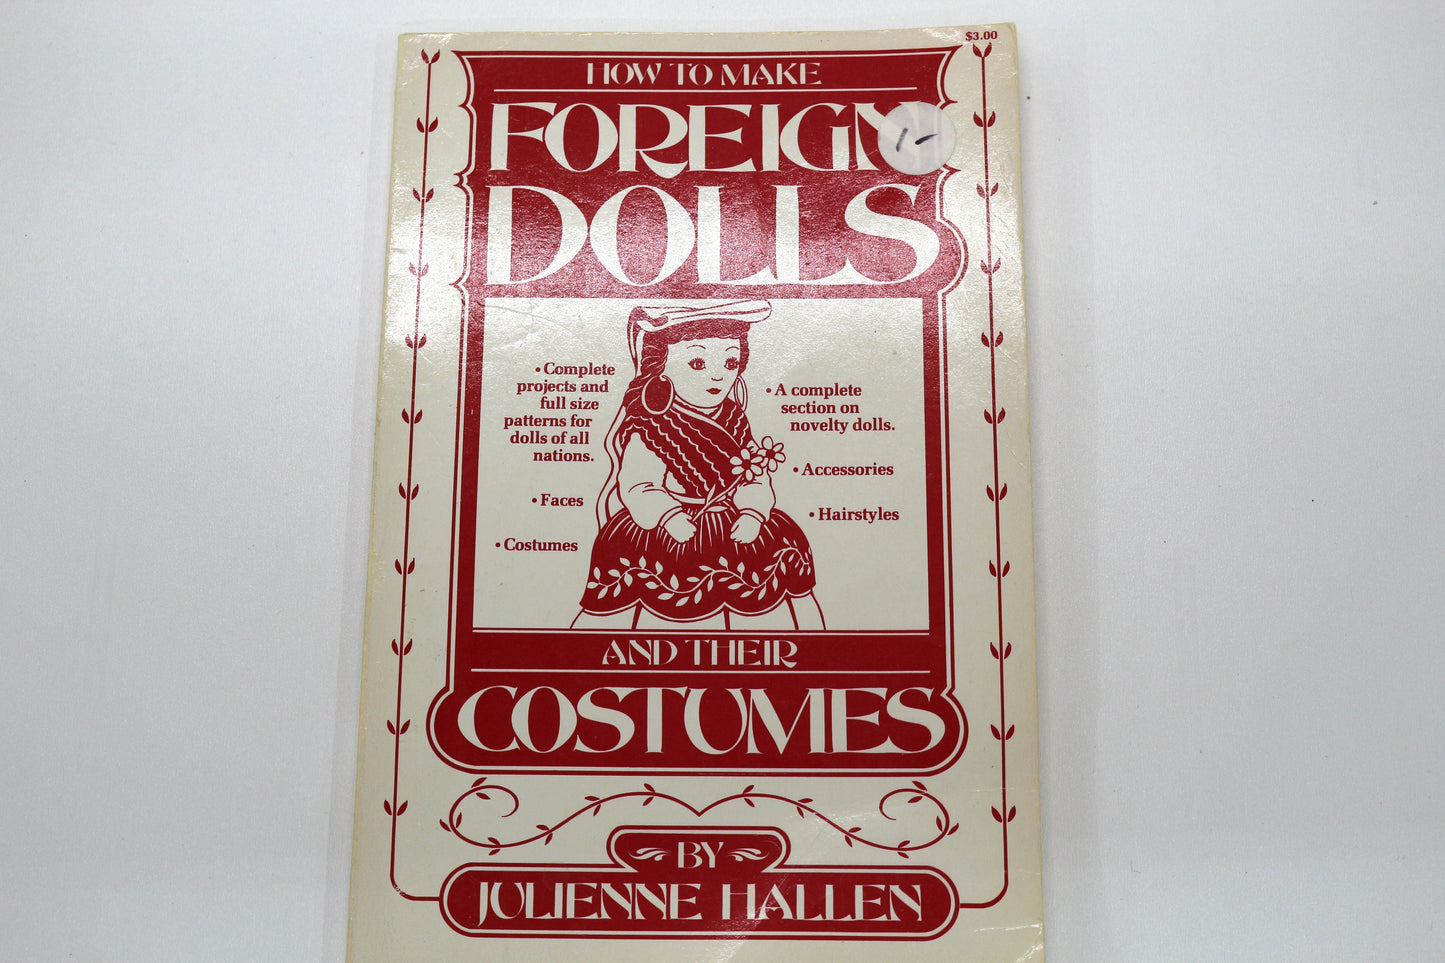 $3.00
HOW TO MAKE
FOREIGN
1-
DOLLS
• Complete
projects and
full size
patterns for
dolls of all
nations.
• Faces
• Costumes
• A complete
section on
novelty dolls.
• Accessories
• Hairstyles
AND THEIR
COSTUMES
BY
JULIENNE HALLEN